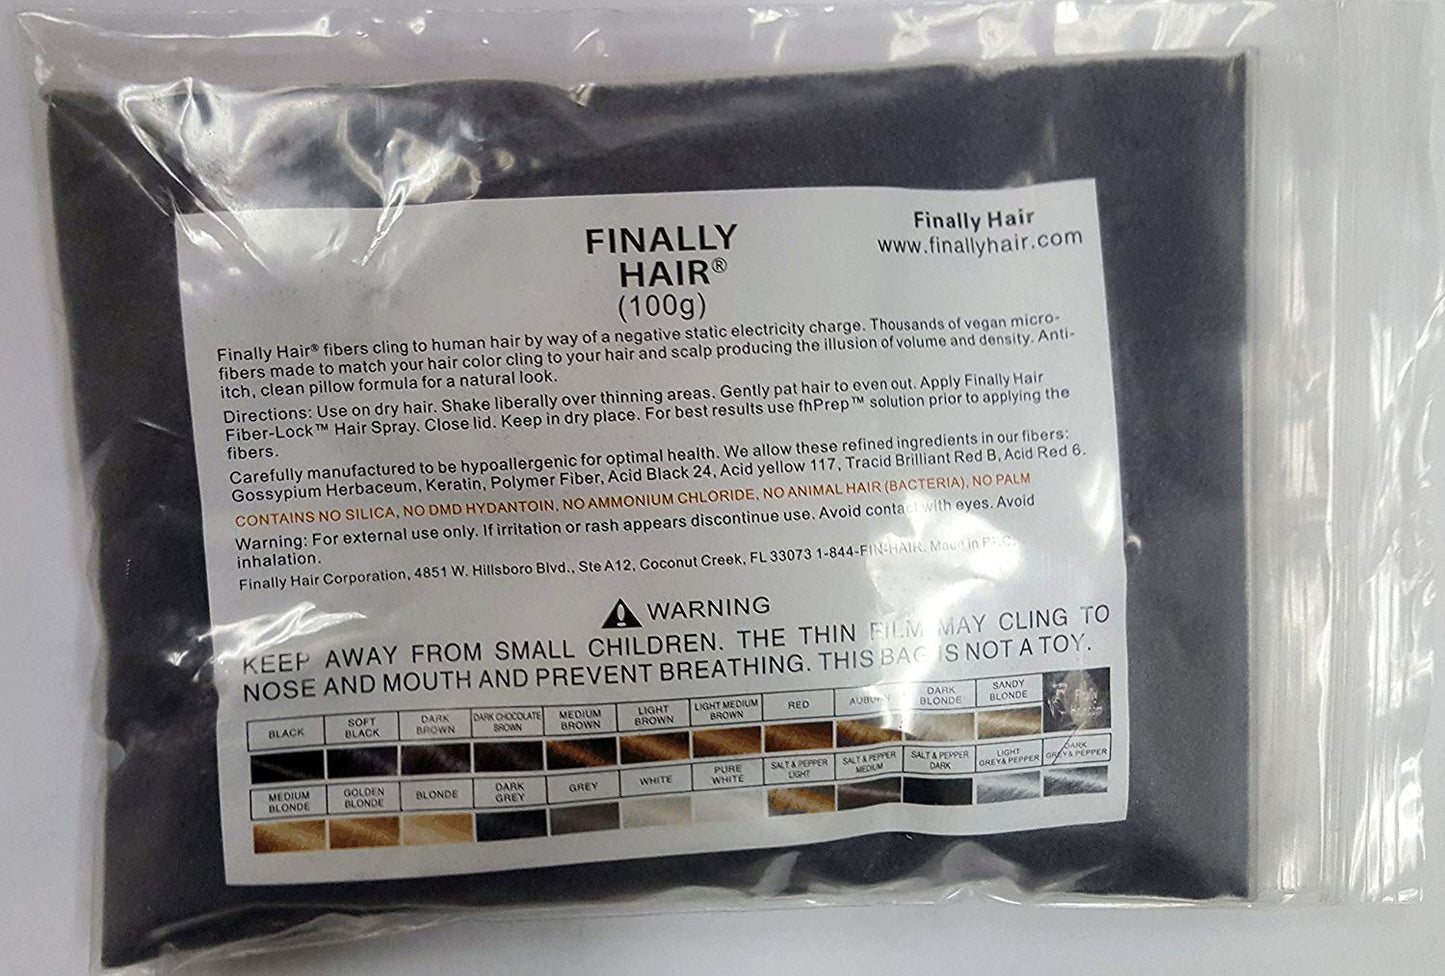 FINALLY
HAIR®
(100g)
Finally Hair
www.finallyhair.com
Finally Hair® fibers cling to human hair by way of a negative static electricity charge. Thousands of vegan micro-
fibers made to match your hair color cling to your hair and scalp producing the illusion of volume and density. Anti-
itch, clean pillow formula for a natural look.
Directions: Use on dry hair. Shake liberally over thinning areas. Gently pat hair to even out. Apply Finally Hair
Fiber-Lock™ Hair Spray. Close lid. Keep in dry place. For best results use fhPrep™ solution prior to applying the
fibers.
Carefully manufactured to be hypoallergenic for optimal health. We allow these refined ingredients in our fibers:
Gossypium Herbaceum, Keratin, Polymer Fiber, Acid Black 24, Acid yellow 117, Tracid Brilliant Red B, Acid Red 6.
CONTAINS NO SILICA, NO DMD HYDANTOIN, NO AMMONIUM CHLORIDE, NO ANIMAL HAIR (BACTERIA), NO PALM
Warning: For external use only. If irritation or rash appears discontinue use. Avoid contact with eyes. Avoid
inhalation.
Finally Hair Corporation, 4851 W. Hillsboro Blvd., Ste A12, Coconut Creek, FL 33073 1-844-FIN-HAIR. Made in P.R.C.
WARNING
KEEP AWAY FROM SMALL CHILDREN. THE THIN FILM MAY CLING TO
NOSE AND MOUTH AND PREVENT BREATHING. THIS BAG IS NOT A TOY.
BLACK
SOFT
BLACK
DARK
BROWN
DARK CHOCOLATE
BROWN
MEDIUM
BROWN
LIGHT
BROWN
LIGHT MEDIUM
BROWN
RED
AUBURN
DARK
BLONDE
SANDY
BLONDE
MEDIUM
BLONDE
GOLDEN
BLONDE
BLONDE
DARK
GREY
GREY
WHITE
PURE
WHITE
SALT & PEPPER
LIGHT
SALT & PEPPER
MEDIUM
SALT & PEPPER
DARK
LIGHT
GREY & PEPPER
DARK
GREY & PEPPER